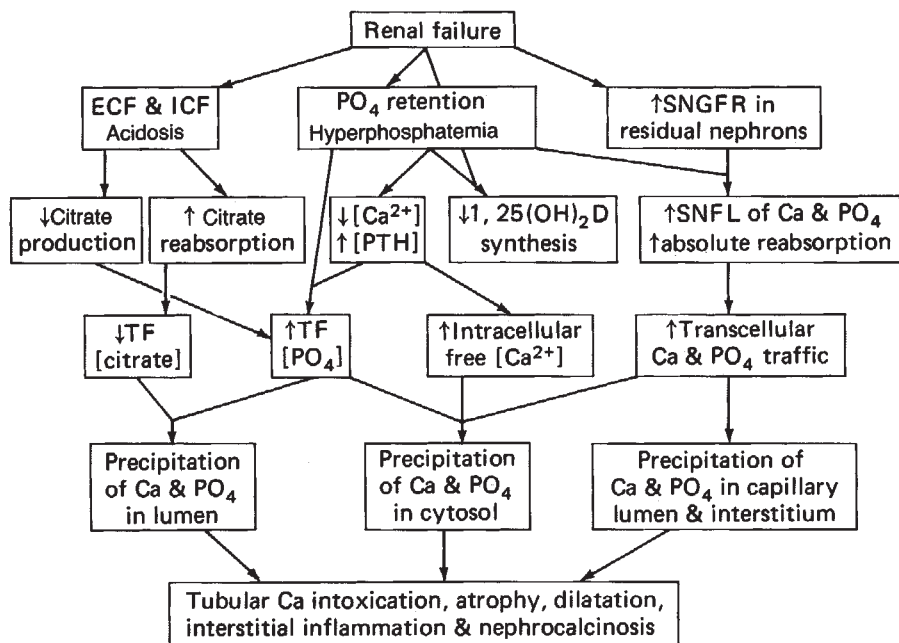 Renal failure
ECF & ICF
Acidosis
PO₄ retention
Hyperphosphatemia
↑SNGFR in
residual nephrons
↓Citrate
production
↑ Citrate
reabsorption
↓[Ca²⁺]
↑[PTH]
↓1, 25(OH)₂D
synthesis
↑SNFL of Ca & PO₄
↑absolute reabsorption
↓TF
[citrate]
↑TF
[PO₄]
↑Intracellular
free [Ca²⁺]
↑Transcellular
Ca & PO₄ traffic
Precipitation
of Ca & PO₄
in lumen
Precipitation
of Ca & PO₄
in cytosol
Precipitation of
Ca & PO₄ in capillary
lumen & interstitium
Tubular Ca intoxication, atrophy, dilatation,
interstitial inflammation & nephrocalcinosis